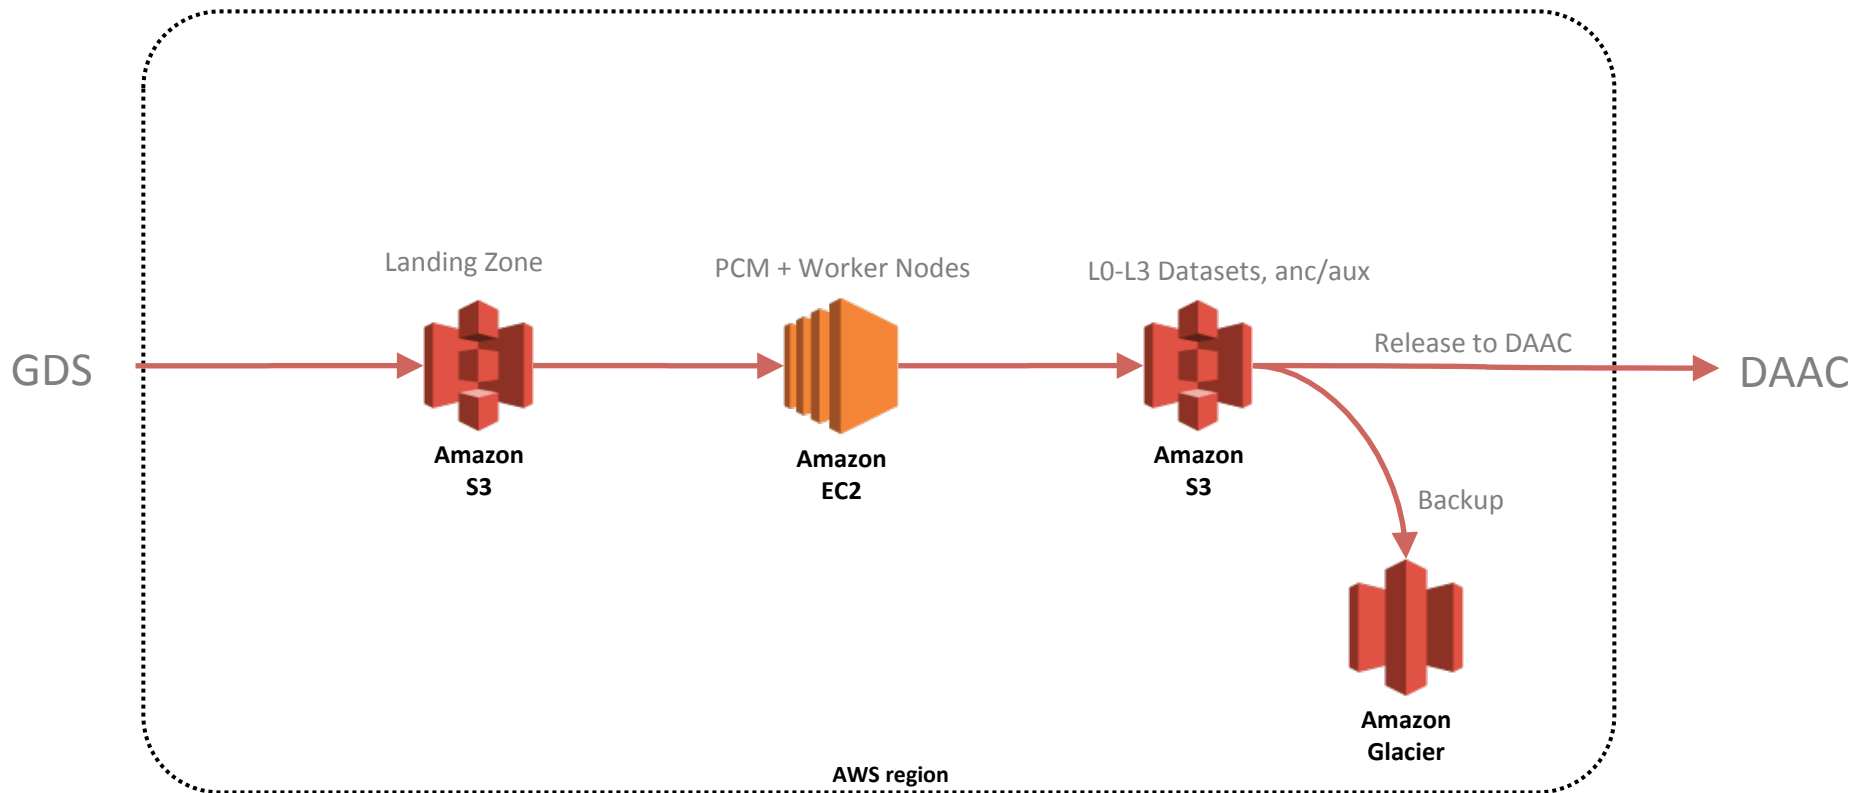 GDS
Landing Zone
Amazon
S3
PCM + Worker Nodes
Amazon
EC2
L0-L3 Datasets, anc/aux
Amazon
S3
Release to DAAC
DAAC
Backup
Amazon
Glacier
AWS region